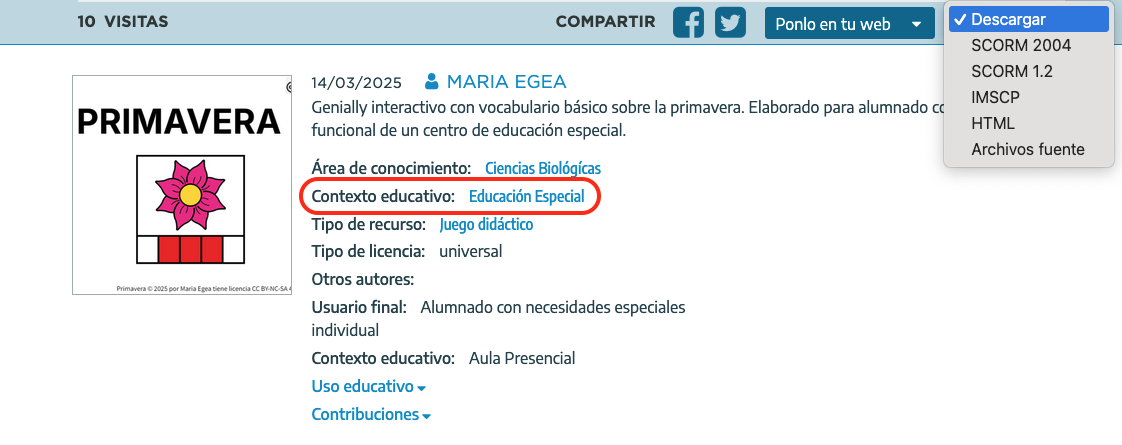 10 VISITAS
COMPARTIR
Ponlo en tu web
Descargar
SCORM 2004
SCORM 1.2
IMSCP
HTML
Archivos fuente
PRIMAVERA
Primavera © 2025 por Maria Egea tiene licencia CC BY-NC-SA 4
14/03/2025 MARIA EGEA
Genially interactivo con vocabulario básico sobre la primavera. Elaborado para alumnado
funcional de un centro de educación especial.
Área de conocimiento: Ciencias Biológícas
Contexto educativo: Educación Especial
Tipo de recurso: Juego didáctico
Tipo de licencia: universal
Otros autores:
Usuario final: Alumnado con necesidades especiales
individual
Contexto educativo: Aula Presencial
Uso educativo
Contribuciones